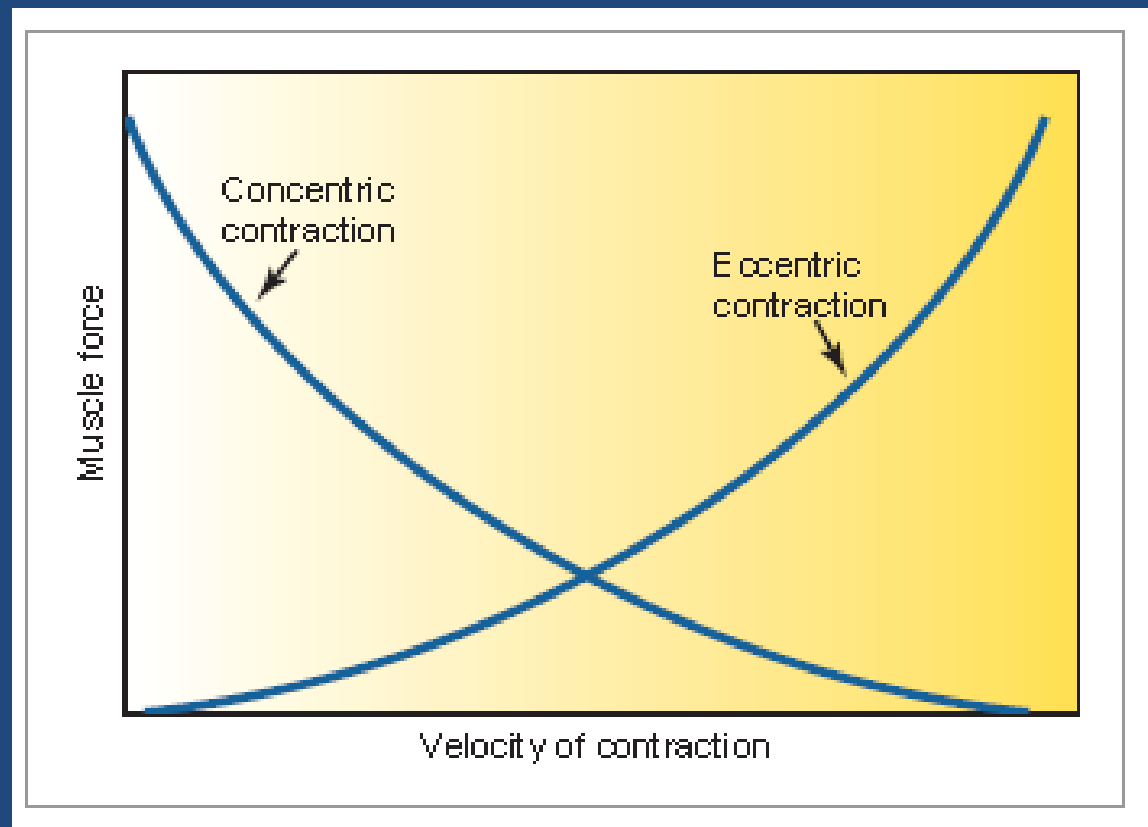 Concentric
contraction
Eccentric
contraction
Muscle force
Velocity of contraction